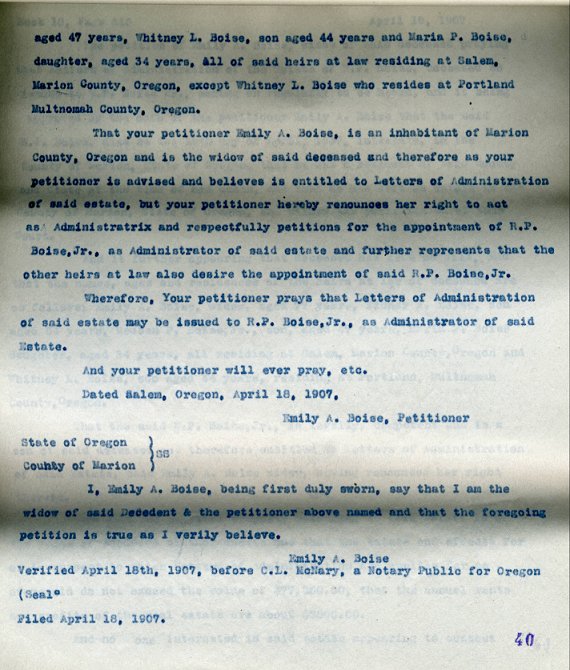 aged 47 years, Whitney L. Boise, son aged 44 years and Maria P. Boise,
daughter, aged 34 years, All of said heirs at law residing at Salem,
Marion County, Oregon, except Whitney L. Boise who resides at Portland
Multnomah County, Oregon.
That your petitioner Emily A. Boise, is an inhabitant of Marion
County, Oregon and is the widow of said deceased and therefore as your
petitioner is advised and believes is entitled to Letters of Administration
of said estate, but your petitioner hereby renounces her right to act
as Administratrix and respectfully petitions for the appointment of R.P.
Boise,Jr., as Administrator of said estate and further represents that the
other heirs at law also desire the appointment of said R.P. Boise,Jr.
Wherefore, Your petitioner prays that Letters of Administration
of said estate may be issued to R.P. Boise,Jr., as Administrator of said
Estate.
And your petitioner will ever pray, etc.
Dated Salem, Oregon, April 18, 1907,
Emily A. Boise, Petitioner
State of Oregon
)SS
County of Marion
I, Emily A. Boise, being first duly sworn, say that I am the
widow of said Decedent & the petitioner above named and that the foregoing
petition is true as I verily believe.
Emily A. Boise
Verified April 18th, 1907, before C.L. McNary, a Notary Public for Oregon
(Seal"
Filed April 18, 1907.
40